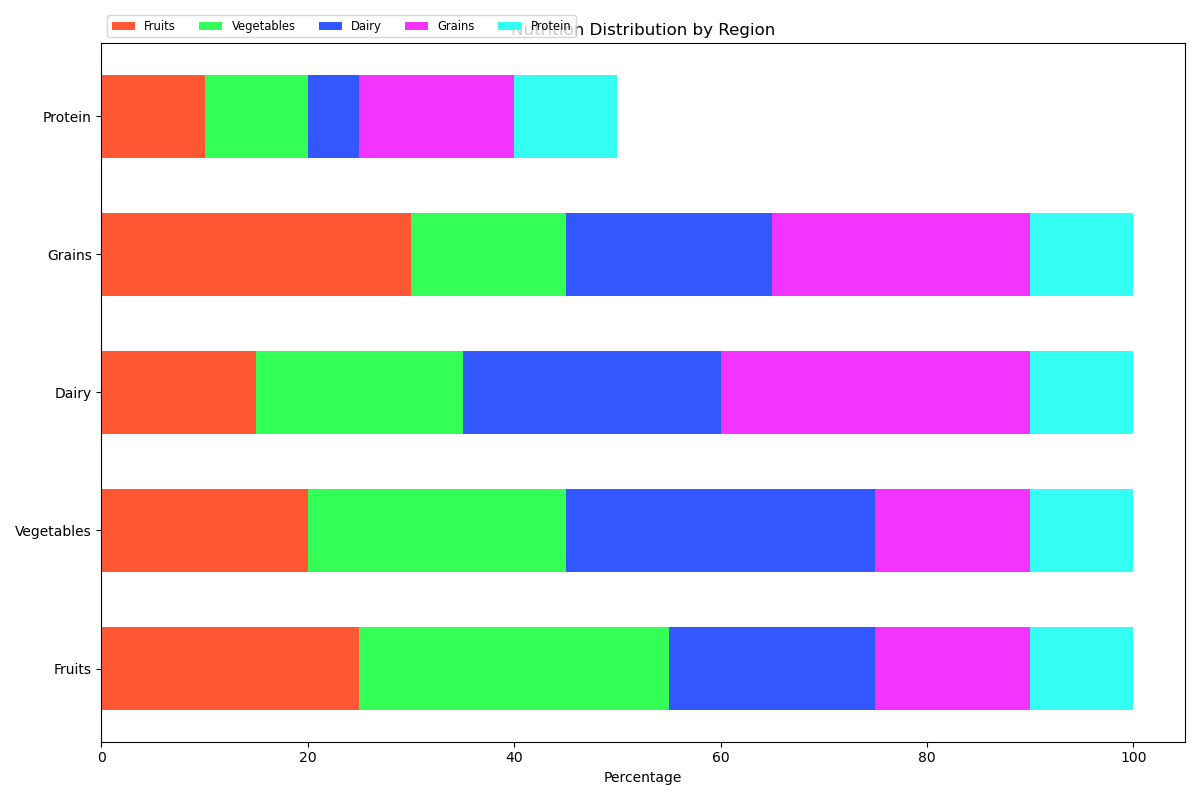 Fruits Vegetables Dairy Grains Protein
Nutrition Distribution by Region
Protein
Grains
Dairy
Vegetables
Fruits
0 20 40 60 80 100
Percentage